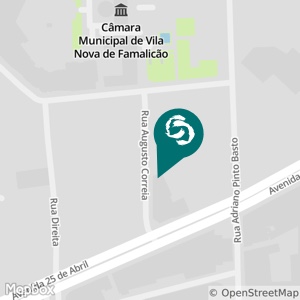 Câmara
Municipal de Vila
Nova de Famalicão
Rua Augusto Correia
Rua Adriano Pinto Basto
Avenida
Rua Direita
Avenida 25 de Abril
mapbox
© OpenStreetMap